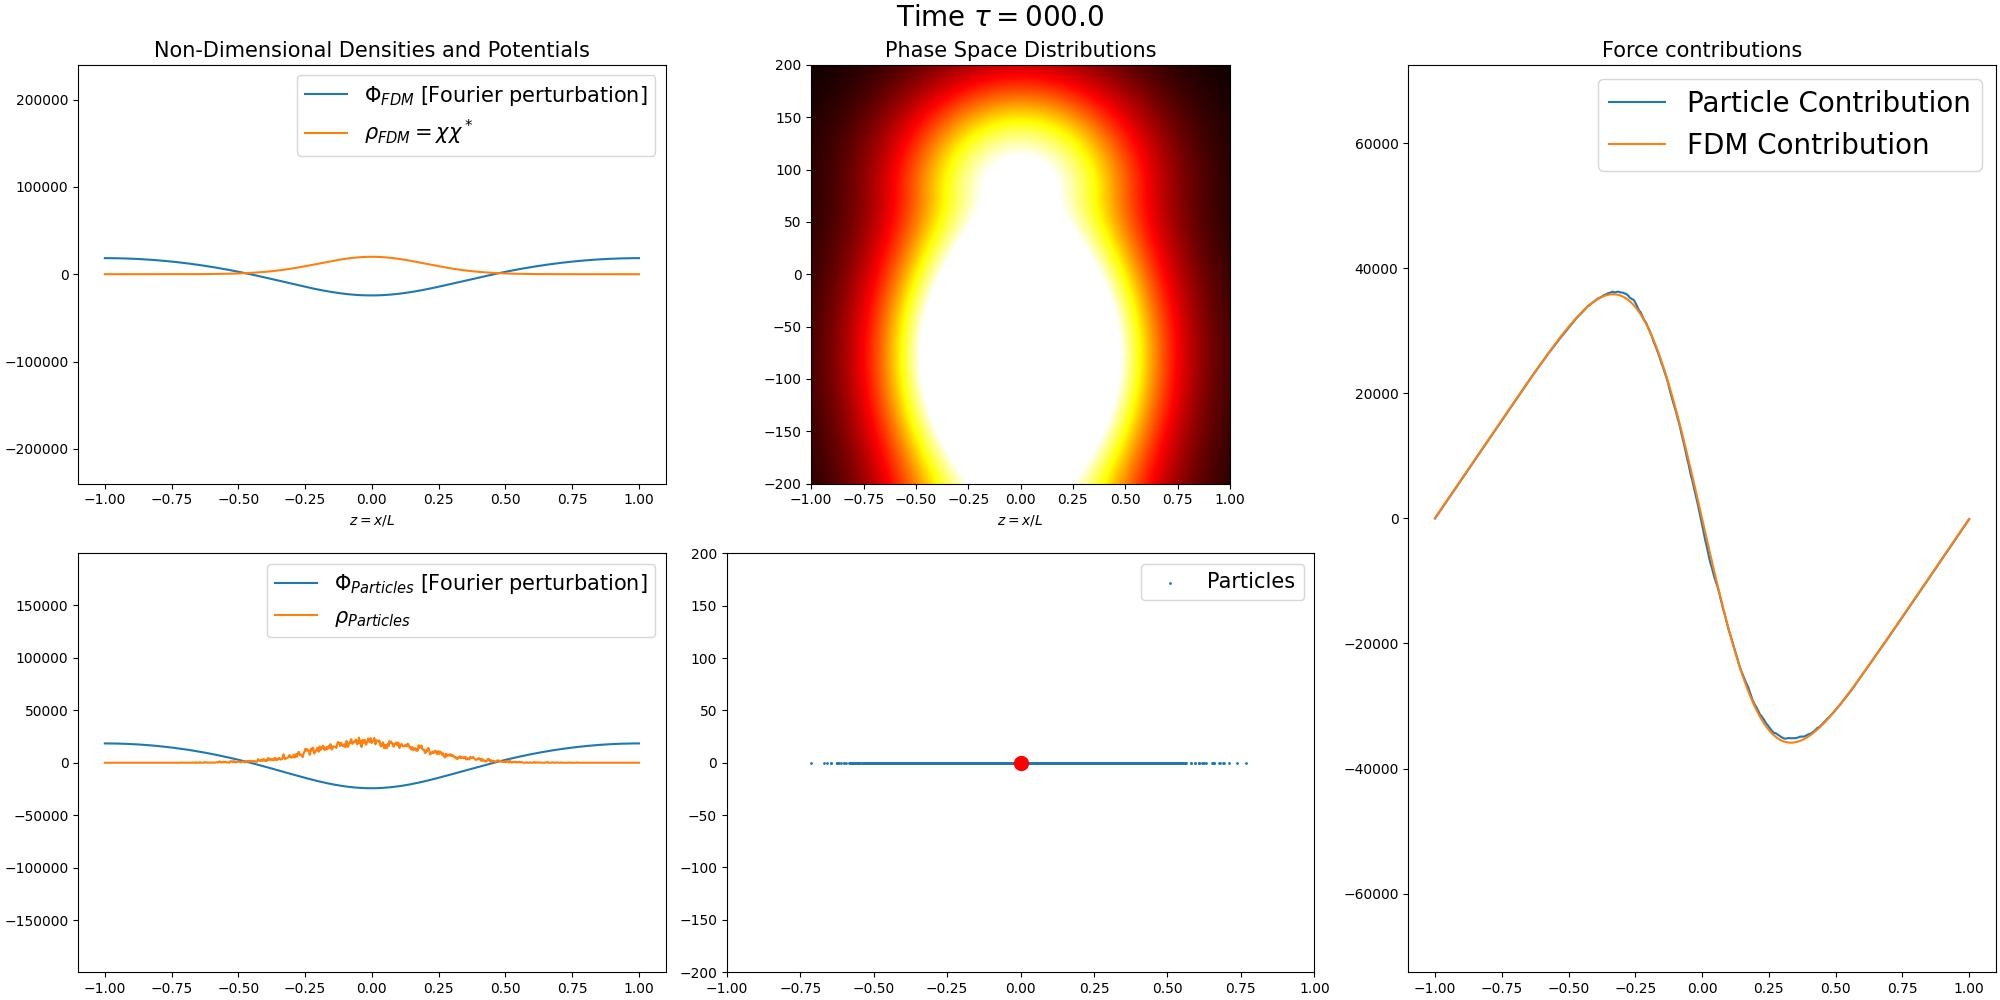 Time τ = 000.0
Non-Dimensional Densities and Potentials
Φ_FDM [Fourier perturbation]
ρ_FDM = χχ*
200000
100000
0
−100000
−200000
−1.00 −0.75 −0.50 −0.25 0.00 0.25 0.50 0.75 1.00
z = x/L
Phase Space Distributions
200
150
100
50
0
−50
−100
−150
−200
−1.00 −0.75 −0.50 −0.25 0.00 0.25 0.50 0.75 1.00
z = x/L
Force contributions
Particle Contribution
FDM Contribution
60000
40000
20000
0
−20000
−40000
−60000
−1.00 −0.75 −0.50 −0.25 0.00 0.25 0.50 0.75 1.00
Φ_Particles [Fourier perturbation]
ρ_Particles
150000
100000
50000
0
−50000
−100000
−150000
−1.00 −0.75 −0.50 −0.25 0.00 0.25 0.50 0.75 1.00
Particles
200
150
100
50
0
−50
−100
−150
−200
−1.00 −0.75 −0.50 −0.25 0.00 0.25 0.50 0.75 1.00